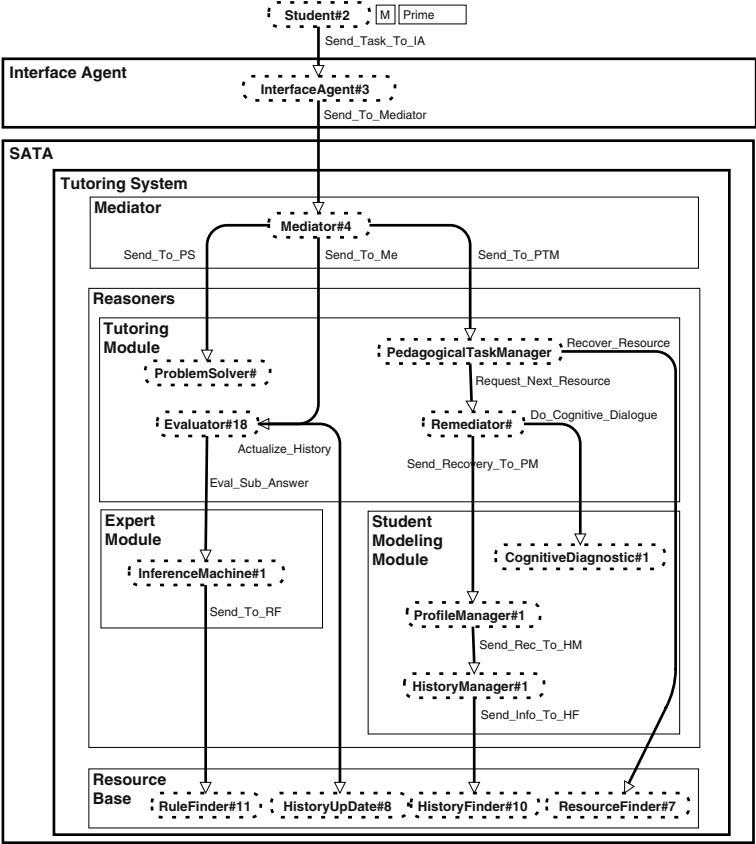 Student#2 M Prime
Send_Task_To_IA
Interface Agent
InterfaceAgent#3
Send_To_Mediator
SATA
Tutoring System
Mediator
Mediator#4
Send_To_PS Send_To_Me Send_To_PTM
Reasoners
Tutoring
Module
PedagogicalTaskManager Recover_Resource
ProblemSolver#
Request_Next_Resource
Evaluator#18 Remediator# Do_Cognitive_Dialogue
Actualize_History
Send_Recovery_To_PM
Eval_Sub_Answer
Expert
Module
Student
Modeling
Module
CognitiveDiagnostic#1
InferenceMachine#1
Send_To_RF
ProfileManager#1
Send_Rec_To_HM
HistoryManager#1
Send_Info_To_HF
Resource
Base
RuleFinder#11 HistoryUpDate#8 HistoryFinder#10 ResourceFinder#7